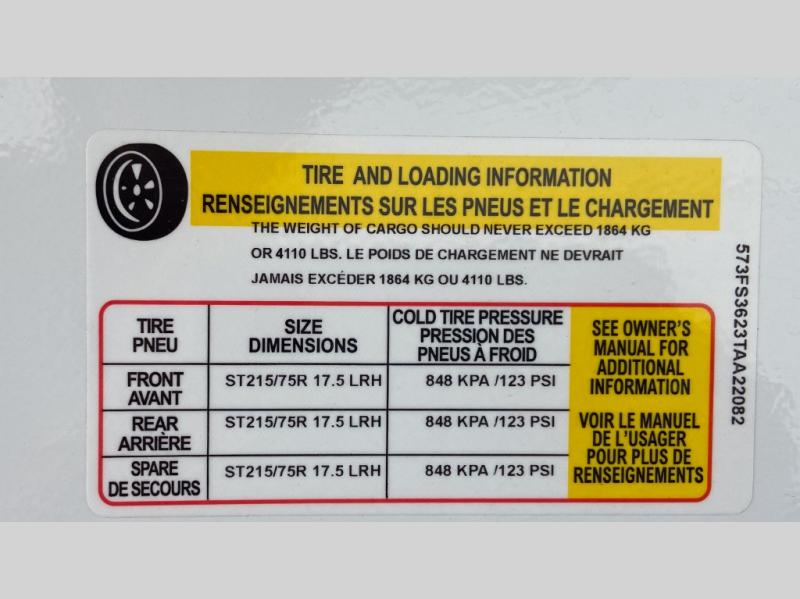 TIRE AND LOADING INFORMATION
RENSEIGNEMENTS SUR LES PNEUS ET LE CHARGEMENT
THE WEIGHT OF CARGO SHOULD NEVER EXCEED 1864 KG
OR 4110 LBS. LE POIDS DE CHARGEMENT NE DEVRAIT
JAMAIS EXCÉDER 1864 KG OU 4110 LBS.
TIRE
PNEU
SIZE
DIMENSIONS
COLD TIRE PRESSURE
PRESSION DES
PNEUS À FROID
FRONT
AVANT
ST215/75R 17.5 LRH
848 KPA /123 PSI
REAR
ARRIÈRE
ST215/75R 17.5 LRH
848 KPA /123 PSI
SPARE
DE SECOURS
ST215/75R 17.5 LRH
848 KPA /123 PSI
SEE OWNER'S
MANUAL FOR
ADDITIONAL
INFORMATION
VOIR LE MANUEL
DE L'USAGER
POUR PLUS DE
RENSEIGNEMENTS
573FS3623TAA22082